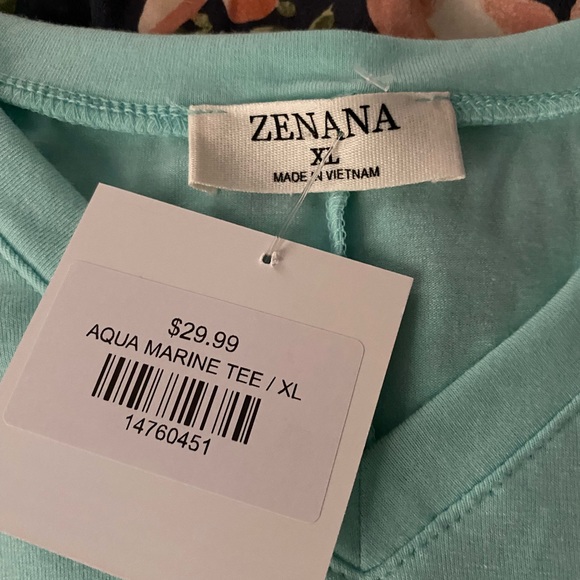 ZENANA
XL
MADE IN VIETNAM
$29.99
AQUA MARINE TEE / XL
14760451